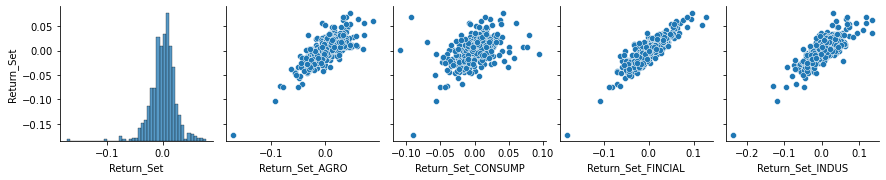 0.05
0.00
−0.05
−0.10
−0.15
Return_Set
−0.1 0.0
Return_Set
−0.1 0.0
Return_Set_AGRO
−0.10 −0.05 0.00 0.05 0.10
Return_Set_CONSUMP
−0.1 0.0 0.1
Return_Set_FINCIAL
−0.2 −0.1 0.0 0.1
Return_Set_INDUS